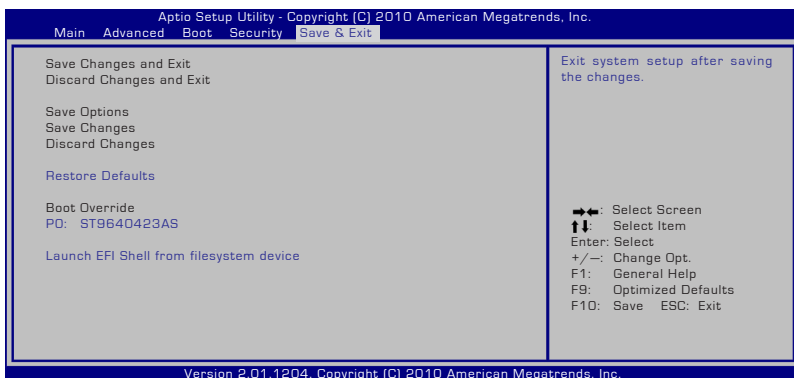 Aptio Setup Utility - Copyright (C) 2010 American Megatrends, Inc.
Main Advanced Boot Security Save & Exit
Save Changes and Exit
Discard Changes and Exit
Save Options
Save Changes
Discard Changes
Restore Defaults
Boot Override
P0: ST9640423AS
Launch EFI Shell from filesystem device
Exit system setup after saving
the changes.
→←: Select Screen
↑↓: Select Item
Enter: Select
+/—: Change Opt.
F1: General Help
F9: Optimized Defaults
F10: Save ESC: Exit
Version 2.01.1204. Copyright (C) 2010 American Megatrends, Inc.